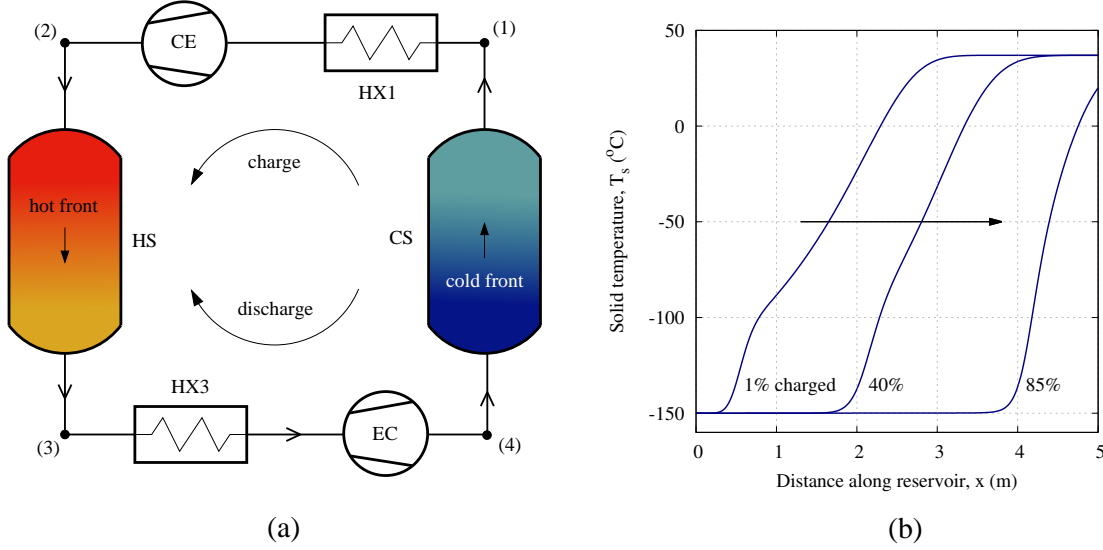 (2)
CE
(1)
HX1
charge
hot front
HS
CS
cold front
discharge
HX3
(3)
EC
(4)
(a)
Solid temperature, T_s (°C)
50
0
-50
-100
-150
1% charged
40%
85%
0
1
2
3
4
5
Distance along reservoir, x (m)
(b)